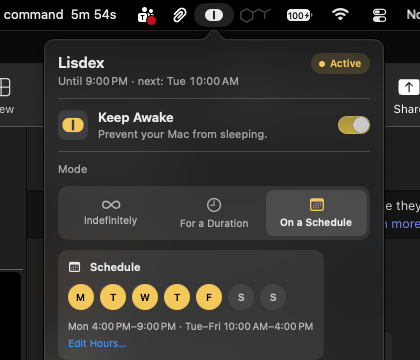 command 5m 54s
100
No
Lisdex
Active
Until 9:00 PM · next: Tue 10:00 AM
ew
Share
Keep Awake
Prevent your Mac from sleeping.
Mode
Indefinitely
For a Duration
On a Schedule
e they
n more
Schedule
M T W T F S S
Mon 4:00 PM–9:00 PM · Tue–Fri 10:00 AM–4:00 PM
Edit Hours...